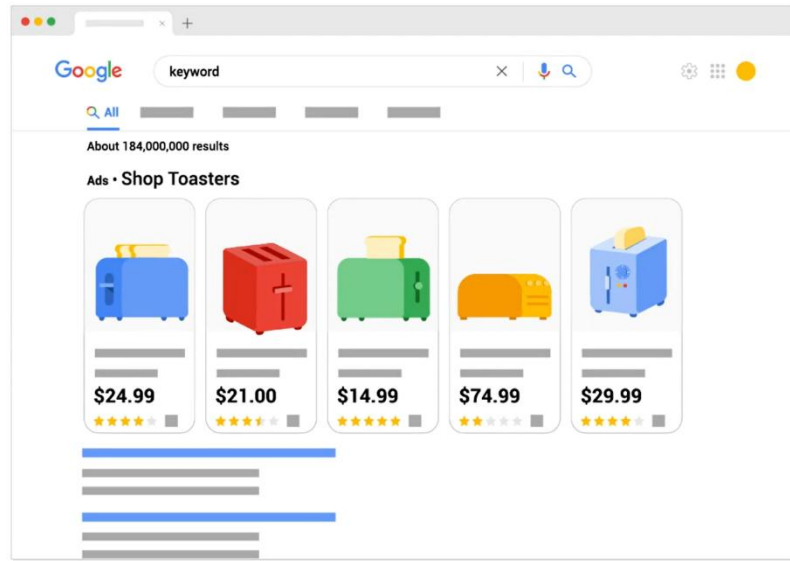 Google
keyword
All
About 184,000,000 results
Ads • Shop Toasters
$24.99
$21.00
$14.99
$74.99
$29.99